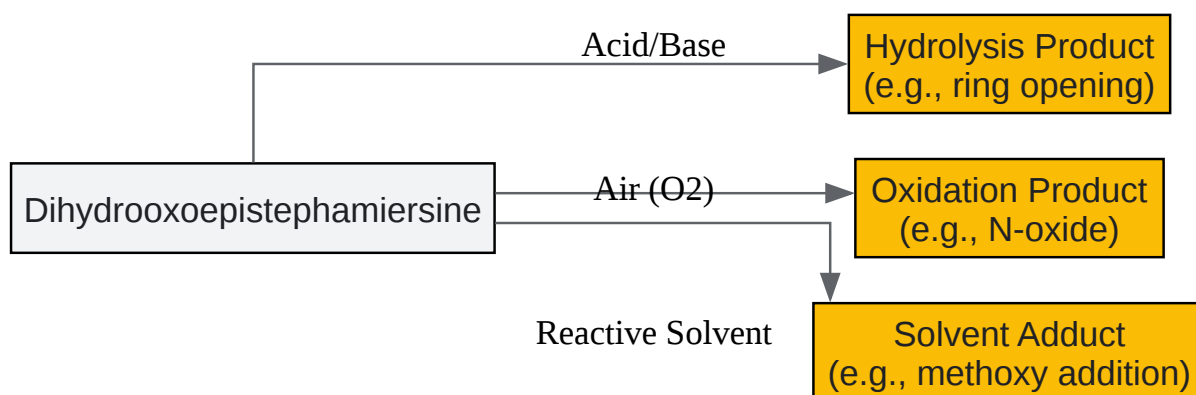 Acid/Base
Hydrolysis Product
(e.g., ring opening)
Dihydrooxoepistephamiersine
Air (O2)
Oxidation Product
(e.g., N-oxide)
Reactive Solvent
Solvent Adduct
(e.g., methoxy addition)